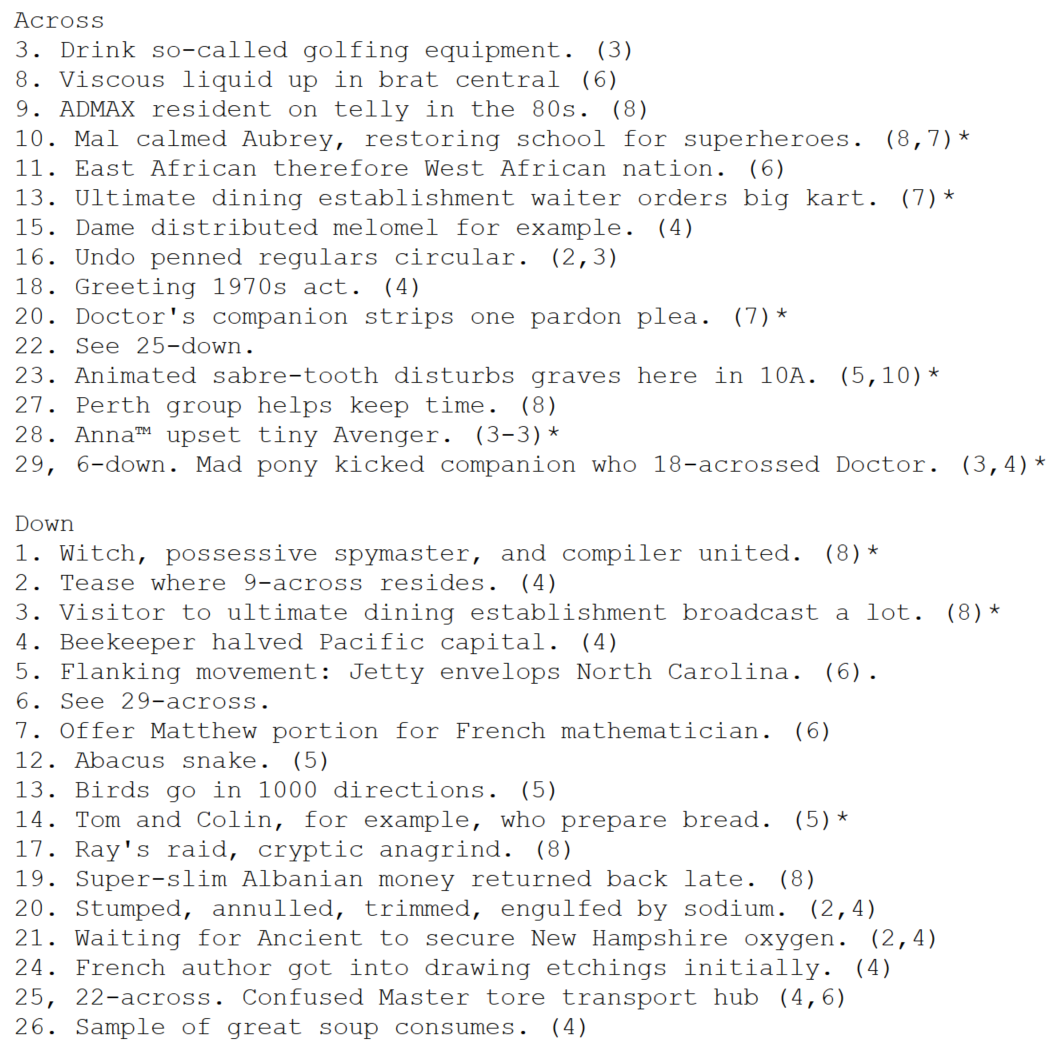 Across
3. Drink so-called golfing equipment. (3)
8. Viscous liquid up in brat central (6)
9. ADMAX resident on telly in the 80s. (8)
10. Mal calmed Aubrey, restoring school for superheroes. (8,7)*
11. East African therefore West African nation. (6)
13. Ultimate dining establishment waiter orders big kart. (7)*
15. Dame distributed melomel for example. (4)
16. Undo penned regulars circular. (2,3)
18. Greeting 1970s act. (4)
20. Doctor's companion strips one pardon plea. (7)*
22. See 25-down.
23. Animated sabre-tooth disturbs graves here in 10A. (5,10)*
27. Perth group helps keep time. (8)
28. Anna™ upset tiny Avenger. (3-3)*
29, 6-down. Mad pony kicked companion who 18-acrossed Doctor. (3,4)*

Down
1. Witch, possessive spymaster, and compiler united. (8)*
2. Tease where 9-across resides. (4)
3. Visitor to ultimate dining establishment broadcast a lot. (8)*
4. Beekeeper halved Pacific capital. (4)
5. Flanking movement: Jetty envelops North Carolina. (6).
6. See 29-across.
7. Offer Matthew portion for French mathematician. (6)
12. Abacus snake. (5)
13. Birds go in 1000 directions. (5)
14. Tom and Colin, for example, who prepare bread. (5)*
17. Ray's raid, cryptic anagrind. (8)
19. Super-slim Albanian money returned back late. (8)
20. Stumped, annulled, trimmed, engulfed by sodium. (2,4)
21. Waiting for Ancient to secure New Hampshire oxygen. (2,4)
24. French author got into drawing etchings initially. (4)
25, 22-across. Confused Master tore transport hub (4,6)
26. Sample of great soup consumes. (4)